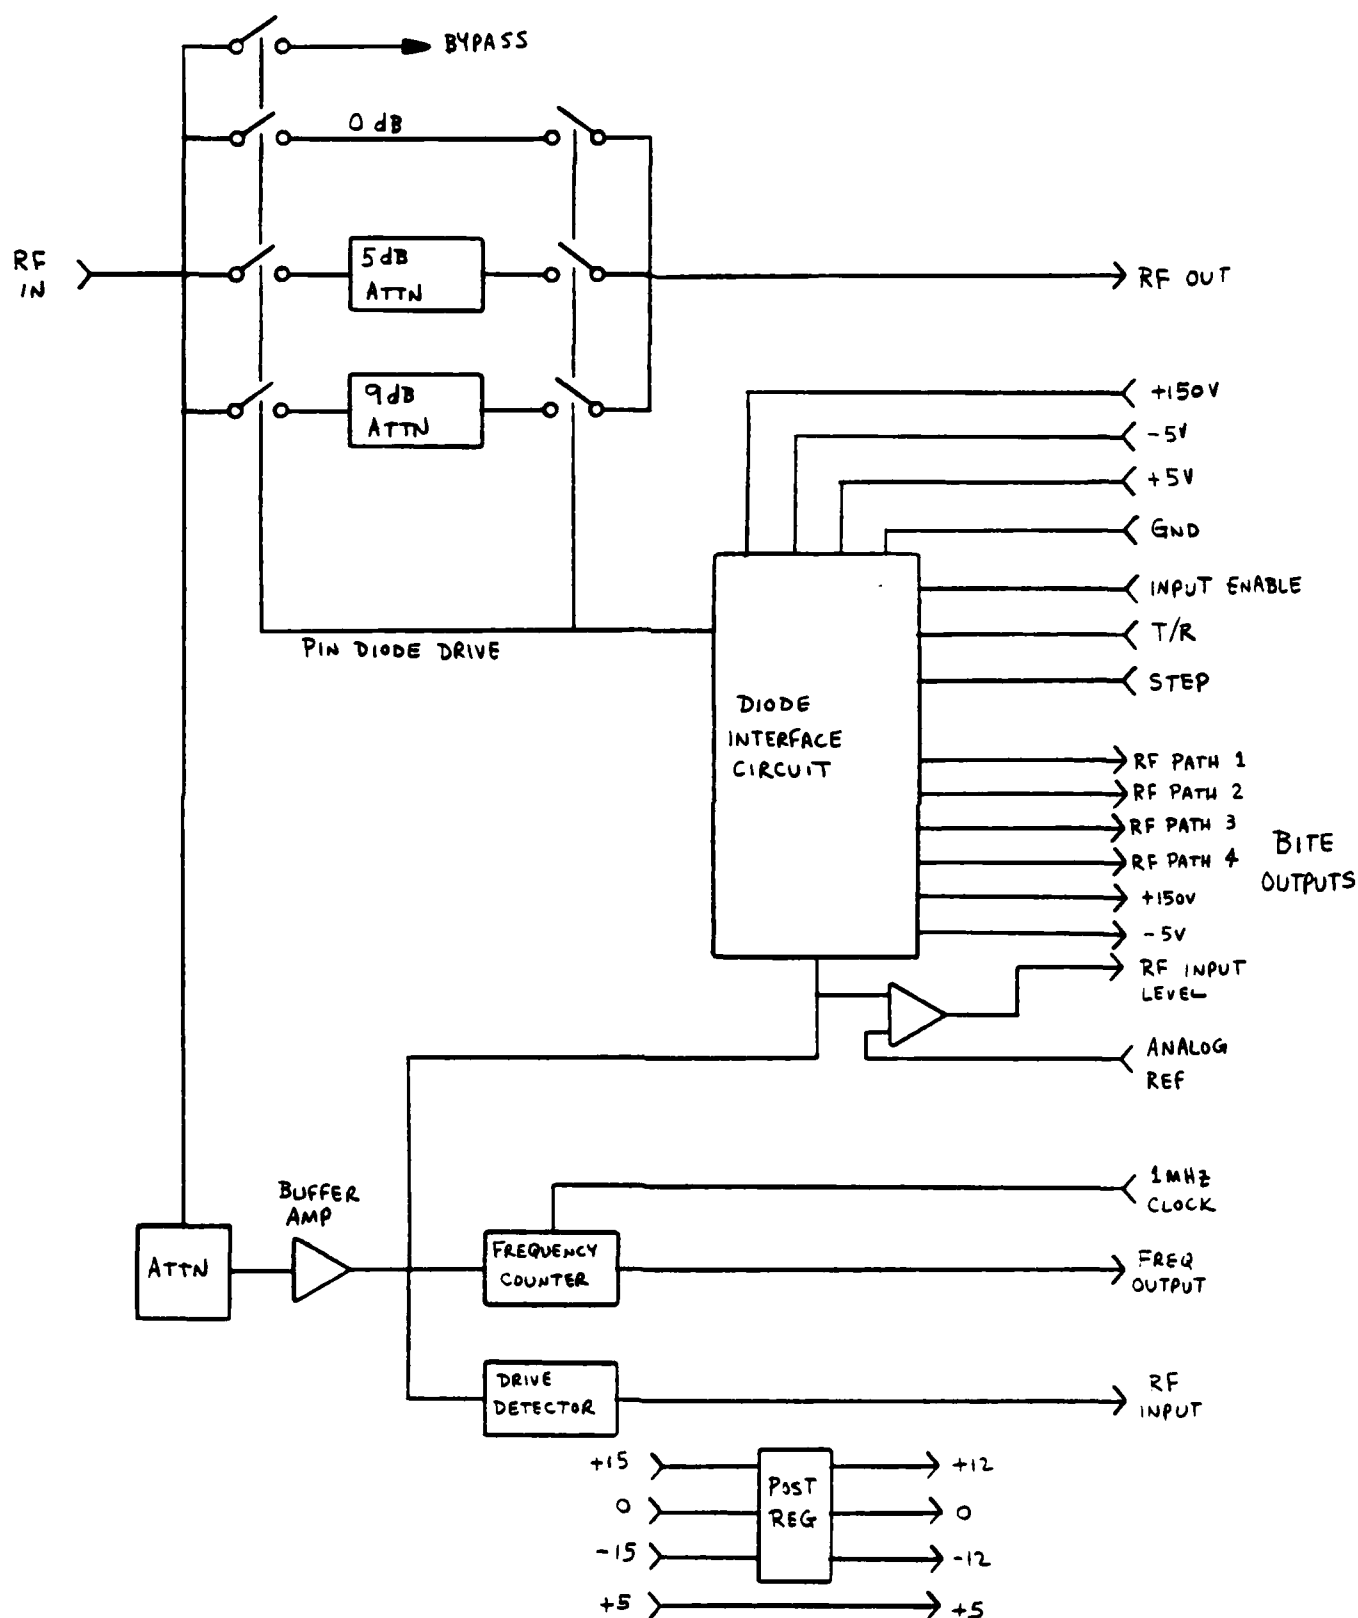 BYPASS
0 dB
RF
IN
5dB
ATTN
RF OUT
9dB
ATTN
+150V
-5V
+5V
GND
INPUT ENABLE
T/R
STEP
PIN DIODE DRIVE
DIODE
INTERFACE
CIRCUIT
RF PATH 1
RF PATH 2
RF PATH 3
RF PATH 4
+150V
-5V
BITE
OUTPUTS
RF INPUT
LEVEL
ANALOG
REF
1MHZ
CLOCK
BUFFER
AMP
ATTN
FREQUENCY
COUNTER
FREQ
OUTPUT
DRIVE
DETECTOR
RF
INPUT
+15
0
-15
+5
POST
REG
+12
0
-12
+5